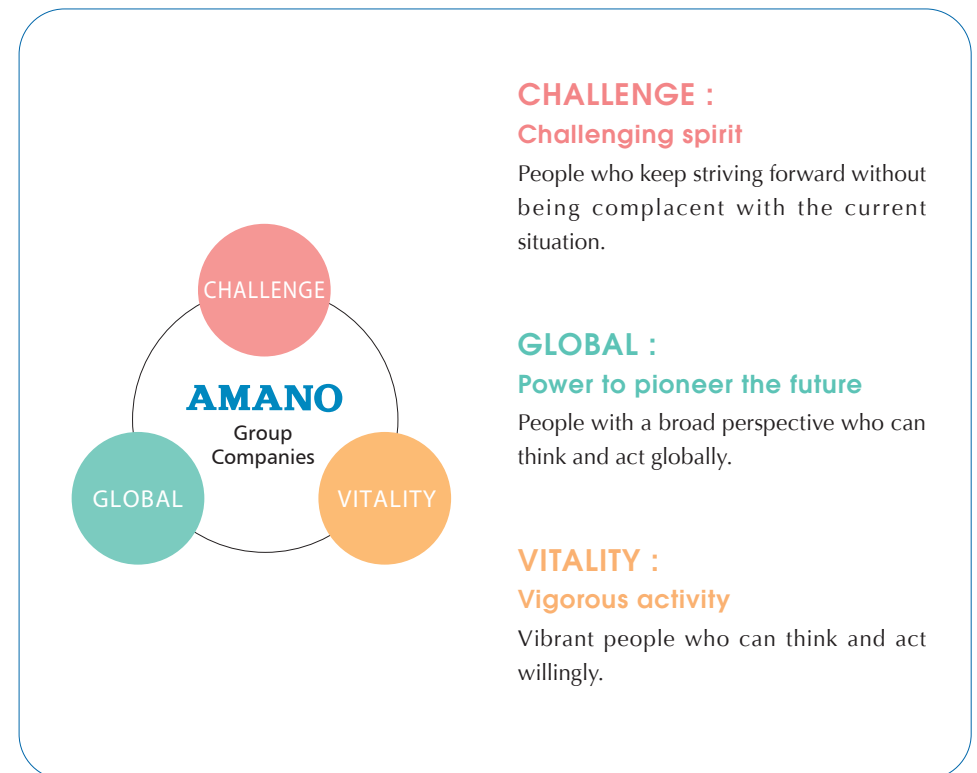 CHALLENGE
AMANO
Group
Companies
GLOBAL
VITALITY
CHALLENGE :
Challenging spirit
People who keep striving forward without
being complacent with the current
situation.
GLOBAL :
Power to pioneer the future
People with a broad perspective who can
think and act globally.
VITALITY :
Vigorous activity
Vibrant people who can think and act
willingly.